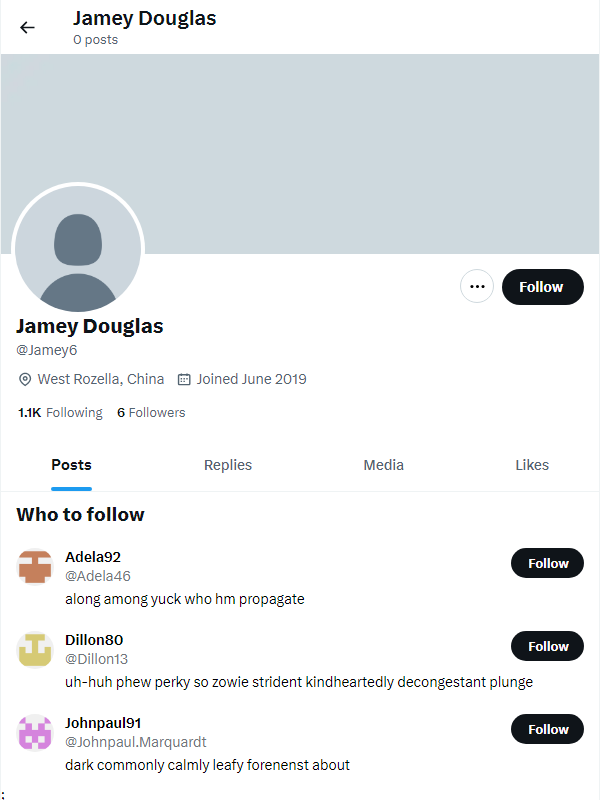 Jamey Douglas
0 posts
Follow
Jamey Douglas
@Jamey6
West Rozella, China Joined June 2019
1.1K Following 6 Followers
Posts Replies Media Likes
Who to follow
Adela92
@Adela46
Follow
along among yuck who hm propagate
Dillon80
@Dillon13
Follow
uh-huh phew perky so zowie strident kindheartedly decongestant plunge
Johnpaul91
@Johnpaul.Marquardt
Follow
dark commonly calmly leafy forenenst about
;